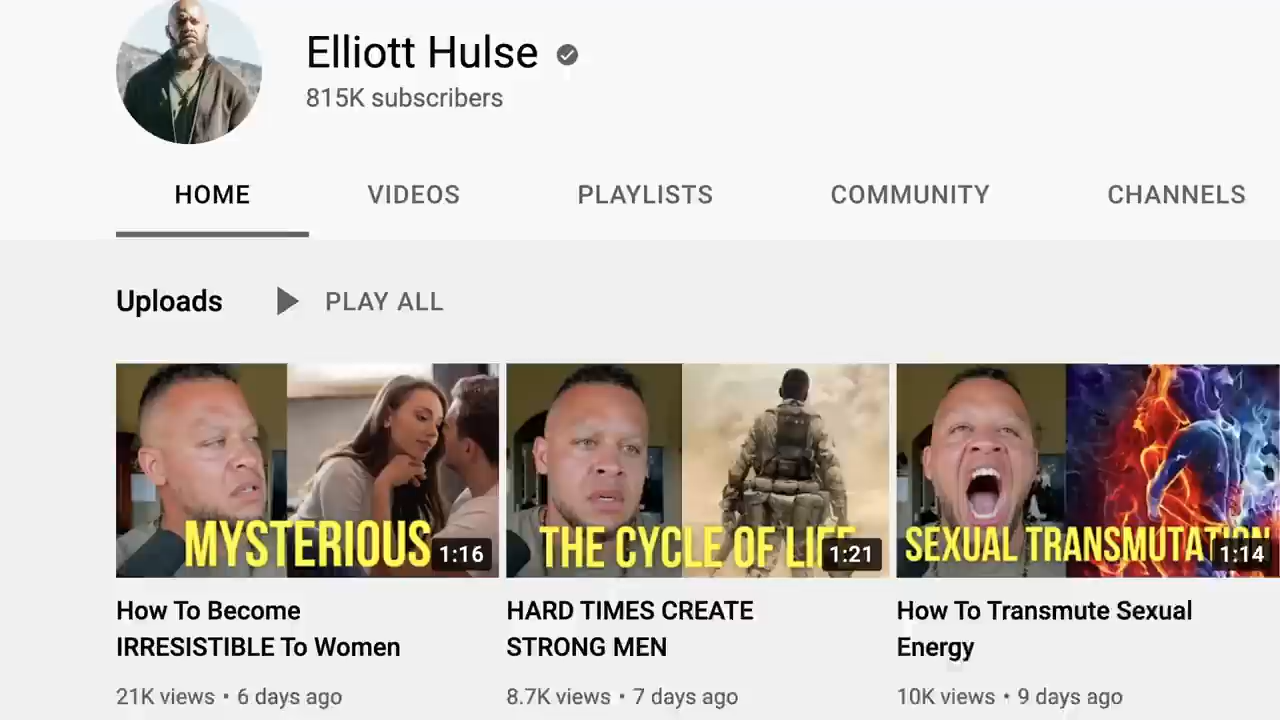 Elliott Hulse
815K subscribers
HOME
VIDEOS
PLAYLISTS
COMMUNITY
CHANNELS
Uploads
PLAY ALL
MYSTERIOUS
1:16
THE CYCLE OF LIFE
1:21
SEXUAL TRANSMUTATION
1:14
How To Become
IRRESISTIBLE To Women
21K views • 6 days ago
HARD TIMES CREATE
STRONG MEN
8.7K views • 7 days ago
How To Transmute Sexual
Energy
10K views • 9 days ago